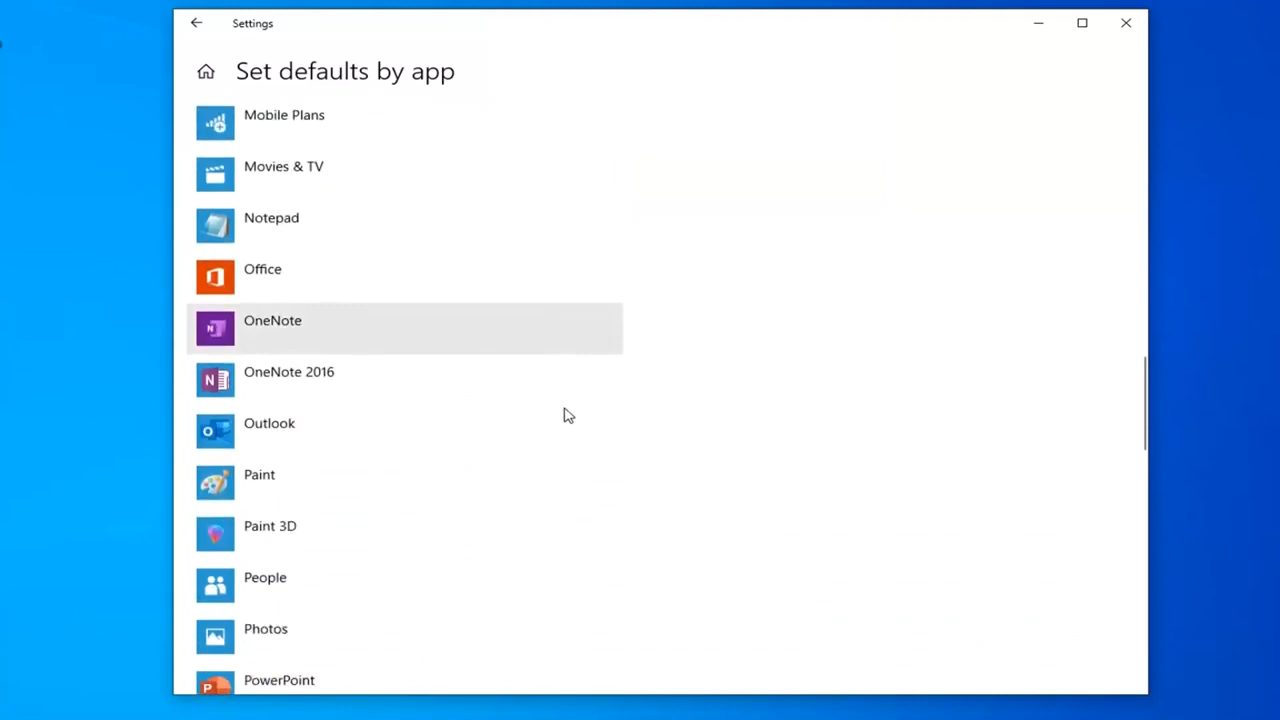 Settings
Set defaults by app
Mobile Plans
Movies & TV
Notepad
Office
OneNote
OneNote 2016
Outlook
Paint
Paint 3D
People
Photos
PowerPoint